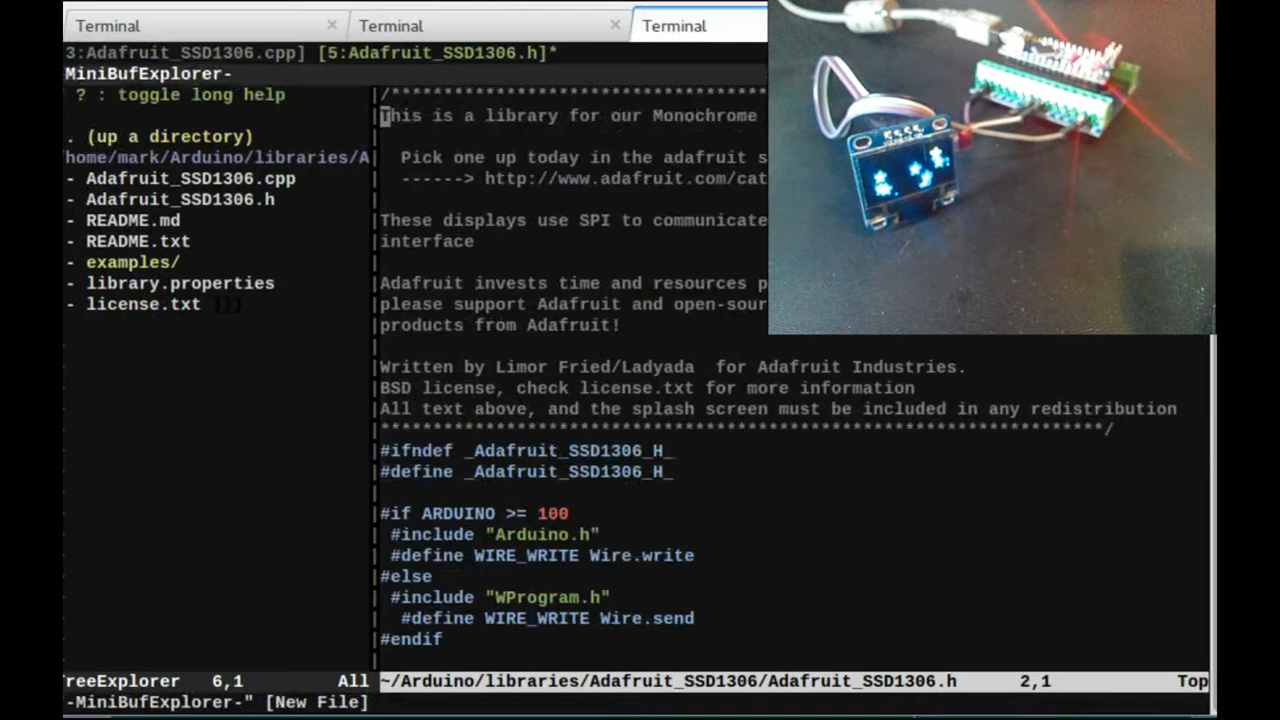 Terminal × Terminal × Terminal
3:Adafruit_SSD1306.cpp] [5:Adafruit_SSD1306.h]*
MiniBufExplorer-
? : toggle long help
. (up a directory)
home/mark/Arduino/libraries/A
- Adafruit_SSD1306.cpp
- Adafruit_SSD1306.h
- README.md
- README.txt
- examples/
- library.properties
- license.txt
/***********************************
This is a library for our Monochrome
Pick one up today in the adafruit s
------> http://www.adafruit.com/cat
These displays use SPI to communicate
interface
Adafruit invests time and resources p
please support Adafruit and open-sour
products from Adafruit!
Written by Limor Fried/Ladyada  for Adafruit Industries.
BSD license, check license.txt for more information
All text above, and the splash screen must be included in any redistribution
*********************************************************************/
#ifndef _Adafruit_SSD1306_H_
#define _Adafruit_SSD1306_H_
#if ARDUINO >= 100
#include "Arduino.h"
#define WIRE_WRITE Wire.write
#else
#include "WProgram.h"
#define WIRE_WRITE Wire.send
#endif
reeExplorer 6,1 All
~/Arduino/libraries/Adafruit_SSD1306/Adafruit_SSD1306.h 2,1 Top
-MiniBufExplorer-" [New File]